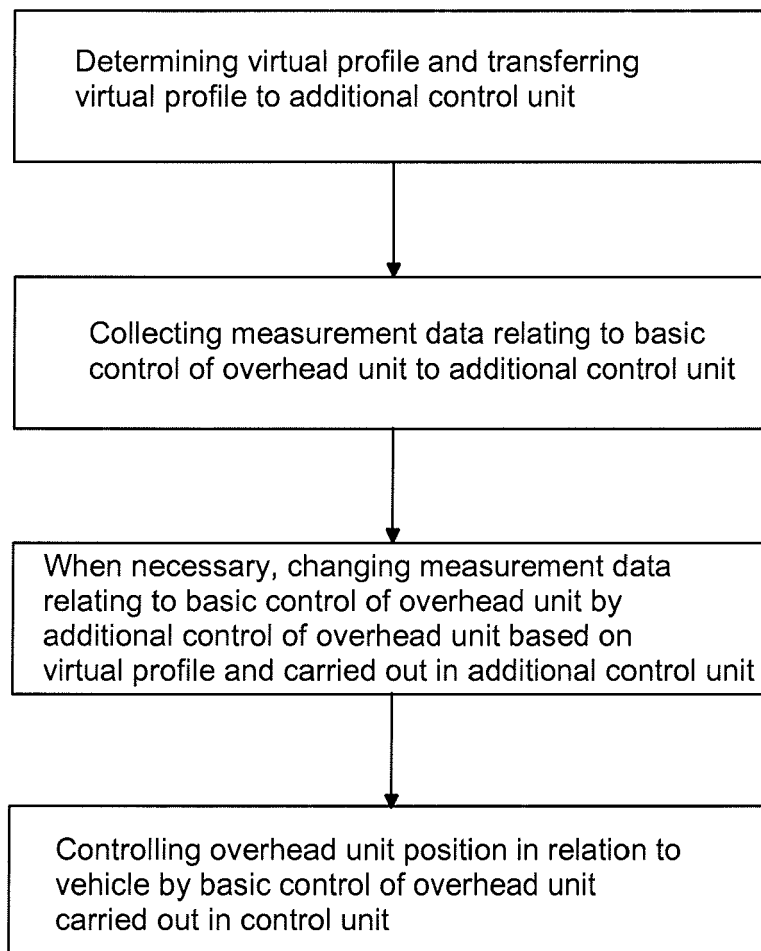 Determining virtual profile and transferring
virtual profile to additional control unit
Collecting measurement data relating to basic
control of overhead unit to additional control unit
When necessary, changing measurement data
relating to basic control of overhead unit by
additional control of overhead unit based on
virtual profile and carried out in additional control unit
Controlling overhead unit position in relation to
vehicle by basic control of overhead unit
carried out in control unit